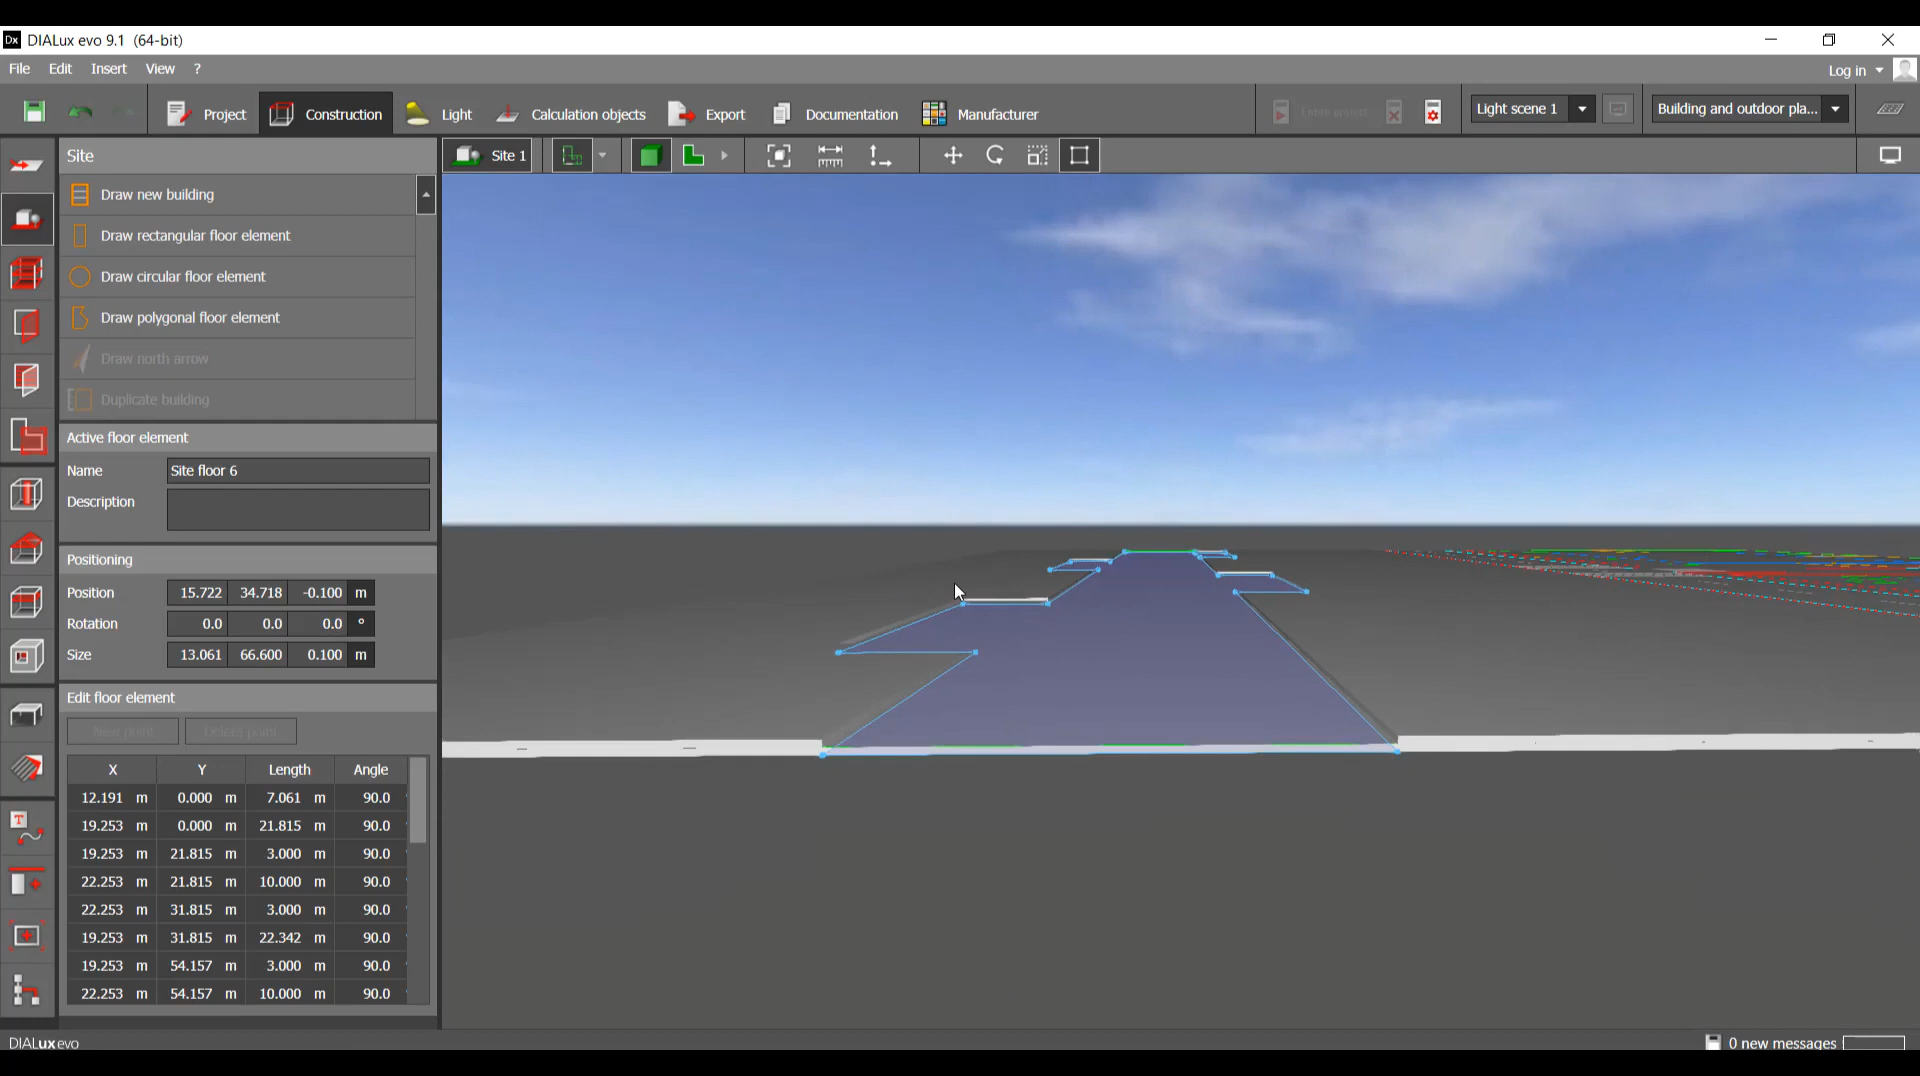 Dx DIALux evo 9.1 (64-bit)
File Edit Insert View ? Log in
Project Construction Light Calculation objects Export Documentation Manufacturer Entire project Light scene 1 Building and outdoor pla...
Site Site 1
Draw new building
Draw rectangular floor element
Draw circular floor element
Draw polygonal floor element
Draw north arrow
Duplicate building
Active floor element
Name Site floor 6
Description
Positioning
Position 15.722 34.718 -0.100 m
Rotation 0.0 0.0 0.0 °
Size 13.061 66.600 0.100 m
Edit floor element
New point Delete point
X Y Length Angle
12.191 m 0.000 m 7.061 m 90.0
19.253 m 0.000 m 21.815 m 90.0
19.253 m 21.815 m 3.000 m 90.0
22.253 m 21.815 m 10.000 m 90.0
22.253 m 31.815 m 3.000 m 90.0
19.253 m 31.815 m 22.342 m 90.0
19.253 m 54.157 m 3.000 m 90.0
22.253 m 54.157 m 10.000 m 90.0
DIALux evo 0 new messages